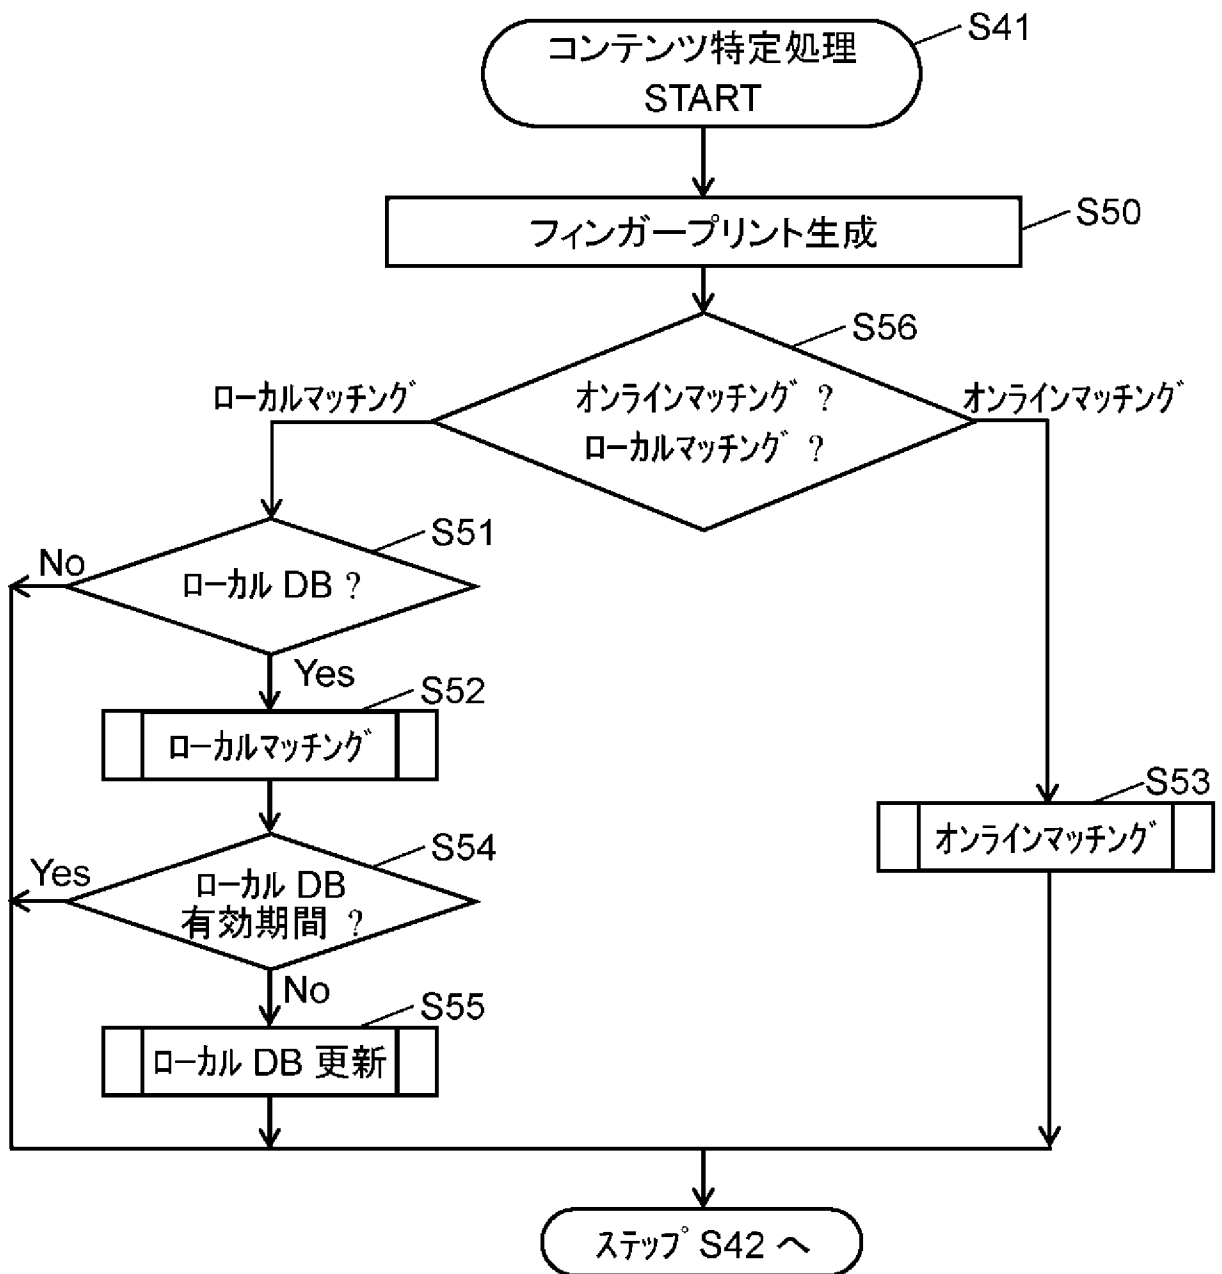 コンテンツ特定処理
START
S41
フィンガープリント生成
S50
S56
ローカルマッチング
オンラインマッチング ?
ローカルマッチング ?
オンラインマッチング
S51
No
ローカル DB ?
Yes
S52
ローカルマッチング
S53
オンラインマッチング
S54
Yes
ローカル DB
有効期間 ?
No
S55
ローカル DB 更新
ステップ S42 へ